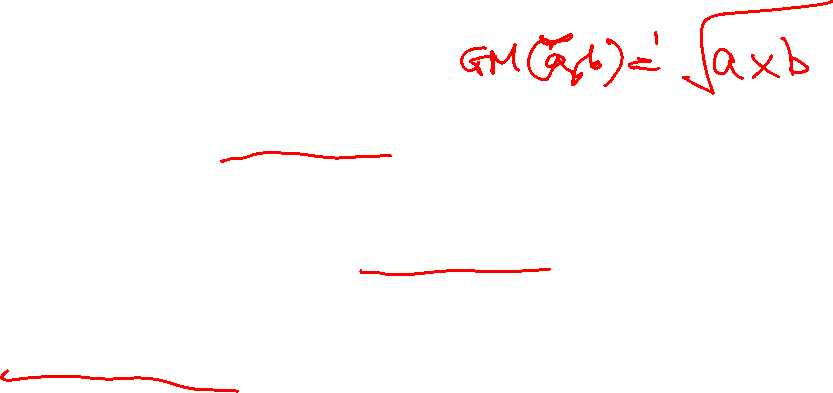 GM(a,b) = √a×b